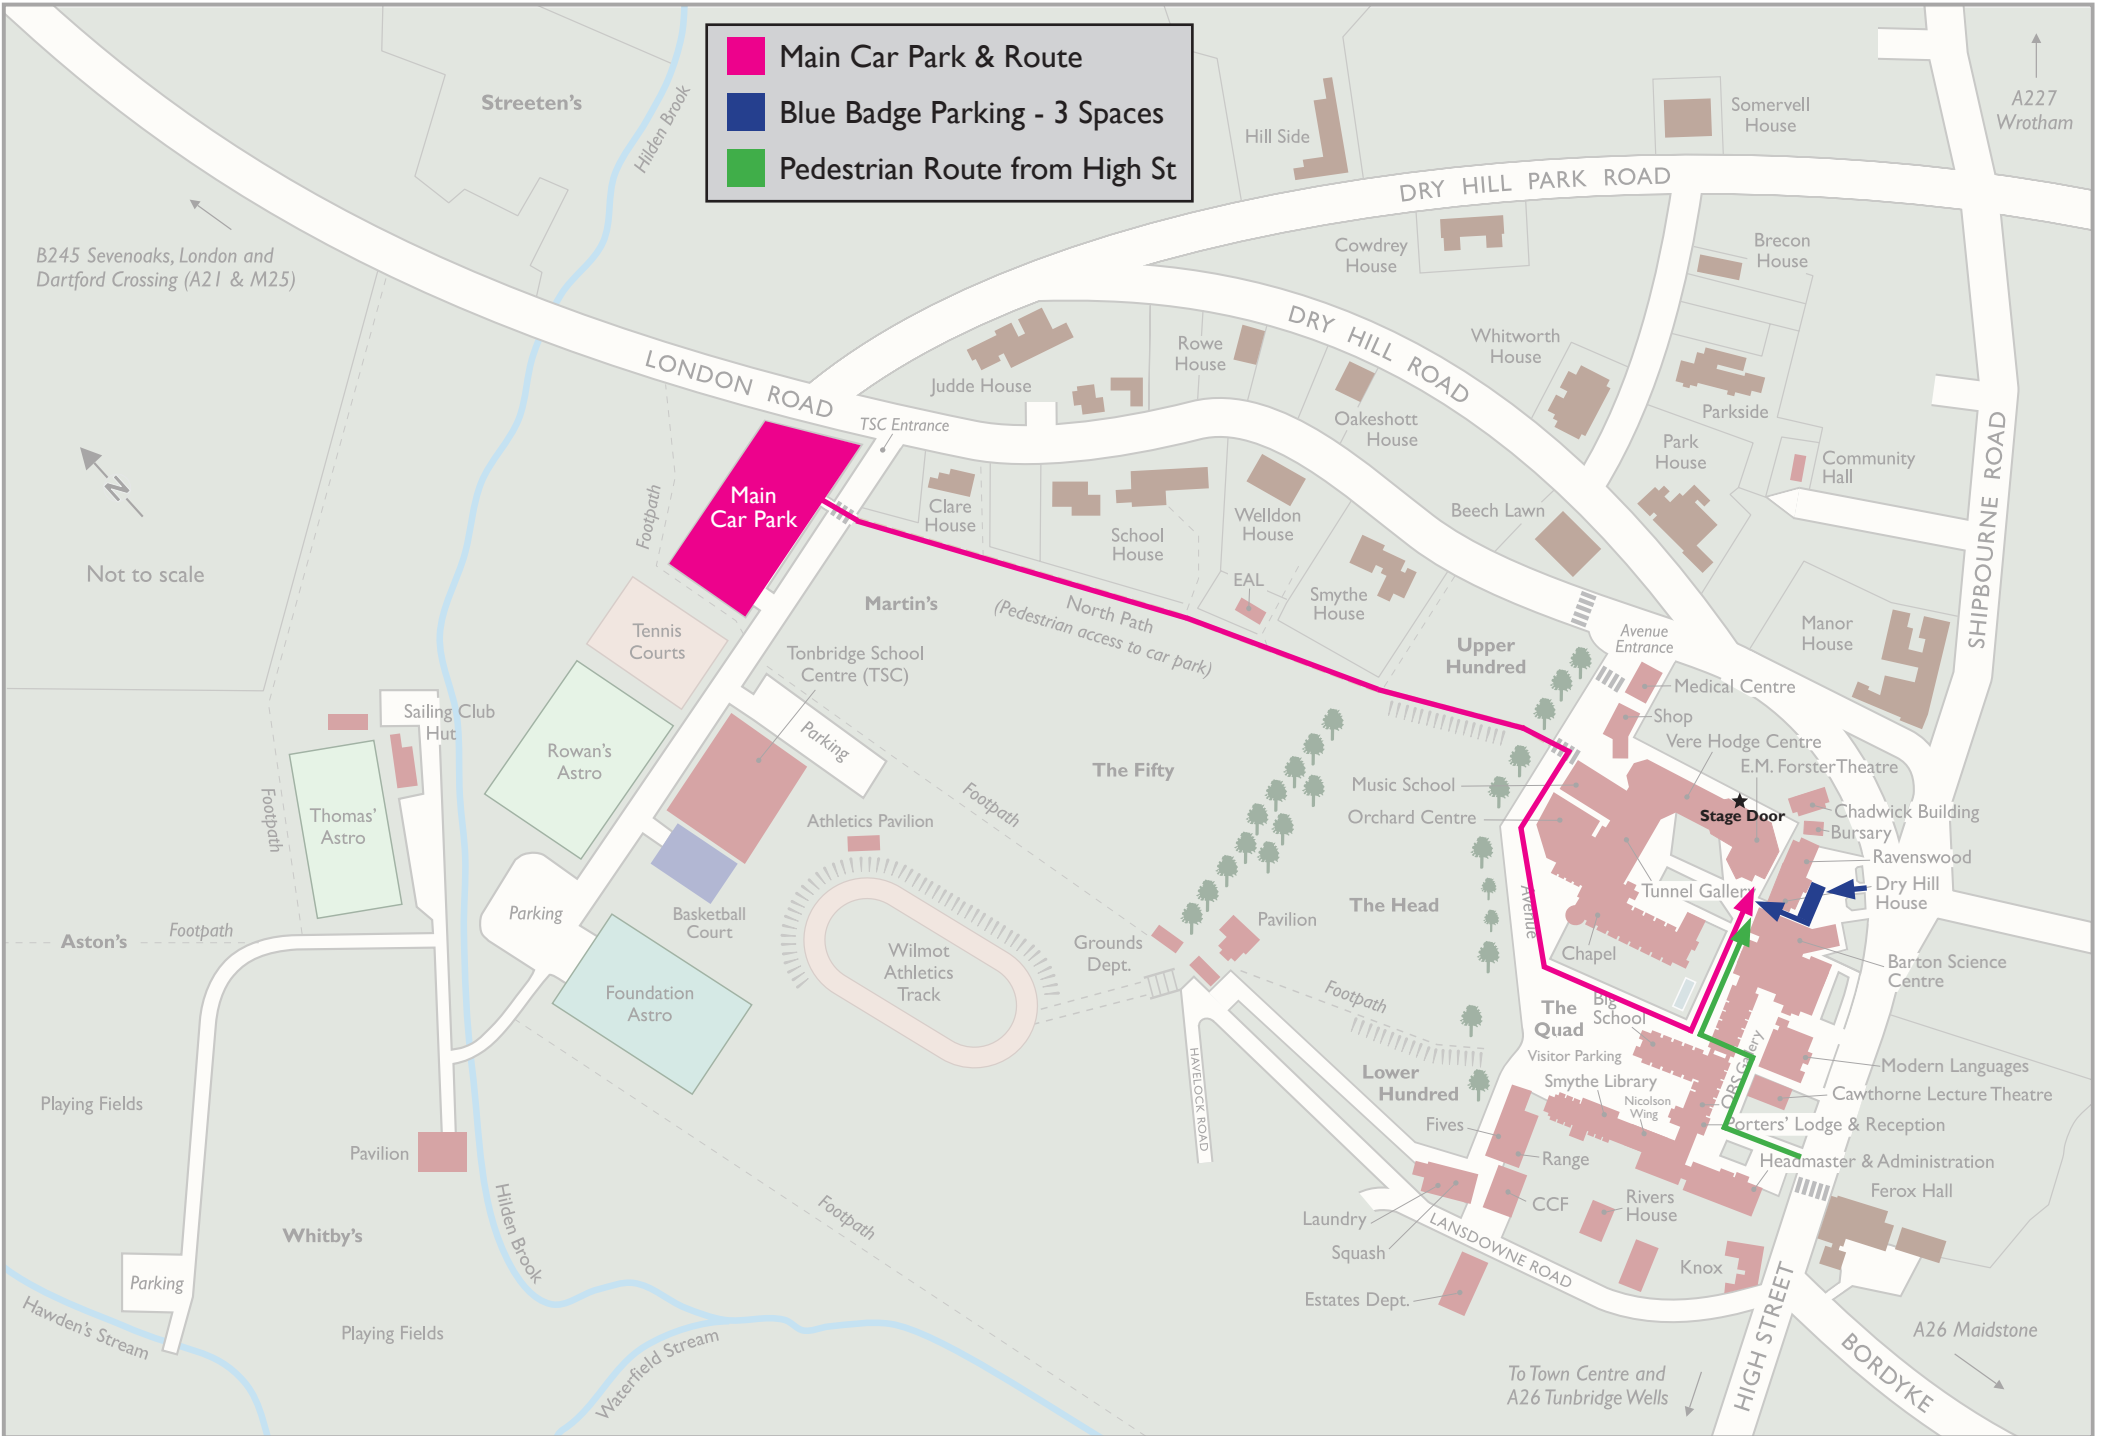 Main Car Park & Route
Blue Badge Parking - 3 Spaces
Pedestrian Route from High St
Streeten's
Hilden Brook
Hill Side
Somervell
House
A227
Wrotham
DRY HILL PARK ROAD
B245 Sevenoaks, London and
Dartford Crossing (A21 & M25)
Cowdrey
House
Brecon
House
LONDON ROAD
Judde House
Rowe
House
DRY HILL ROAD
Whitworth
House
Oakeshott
House
Parkside
TSC Entrance
Park
House
Community
Hall
SHIPBOURNE ROAD
N
Not to scale
Footpath
Main
Car Park
Clare
House
School
House
Welldon
House
Beech Lawn
EAL
Smythe
House
Martin's
North Path
(Pedestrian access to car park)
Tennis
Courts
Tonbridge School
Centre (TSC)
Upper
Hundred
Avenue
Entrance
Manor
House
Medical Centre
Shop
Vere Hodge Centre
E.M. Forster Theatre
Sailing Club
Hut
Rowan's
Astro
Parking
The Fifty
Music School
Orchard Centre
Stage Door
Chadwick Building
Bursary
Ravenswood
Dry Hill
House
Thomas'
Astro
Footpath
Athletics Pavilion
Footpath
Tunnel Gallery
Avenue
The Head
Pavilion
Basketball
Court
Parking
Aston's
Footpath
Grounds
Dept.
Wilmot
Athletics
Track
Chapel
Barton Science
Centre
Foundation
Astro
Footpath
The
Quad
Big
School
Visitor Parking
Smythe Library
Nicolson
Wing
OBS Gallery
Modern Languages
Cawthorne Lecture Theatre
Porters' Lodge & Reception
Headmaster & Administration
Ferox Hall
HAVELOCK ROAD
Lower
Hundred
Fives
Range
CCF
Rivers
House
Knox
Laundry
Squash
LANSDOWNE ROAD
Estates Dept.
Playing Fields
Pavilion
Hilden Brook
Footpath
Whitby's
Parking
Hawden's Stream
Playing Fields
Waterfield Stream
To Town Centre and
A26 Tunbridge Wells
HIGH STREET
BORDYKE
A26 Maidstone